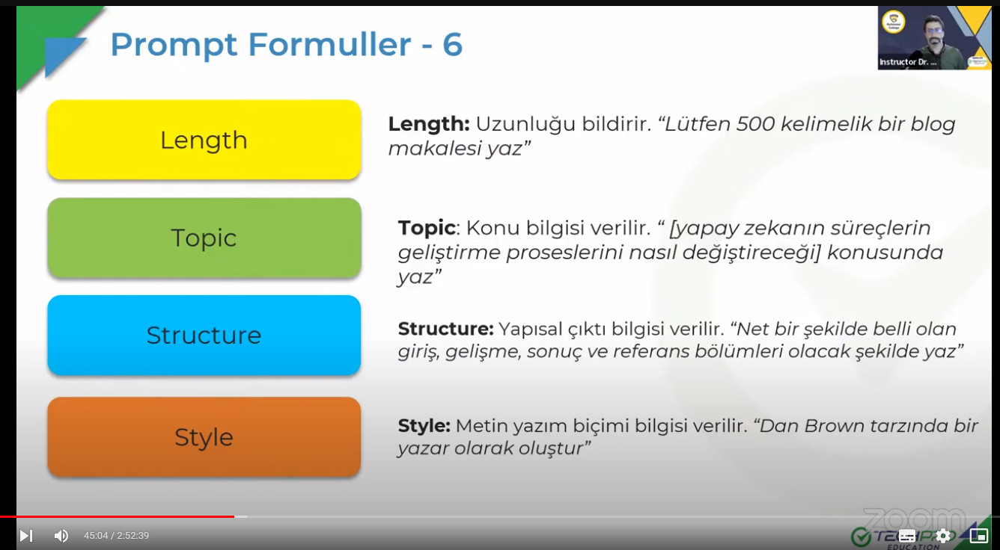 Prompt Formuller - 6
Instructor Dr. ...
Length
Length: Uzunluğu bildirir. “Lütfen 500 kelimelik bir blog
makalesi yaz”
Topic
Topic: Konu bilgisi verilir. “ [yapay zekanın süreçlerin
geliştirme proseslerini nasıl değiştireceği] konusunda
yaz”
Structure
Structure: Yapısal çıktı bilgisi verilir. “Net bir şekilde belli olan
giriş, gelişme, sonuç ve referans bölümleri olacak şekilde yaz”
Style
Style: Metin yazım biçimi bilgisi verilir. “Dan Brown tarzında bir
yazar olarak oluştur”
zoom
45:04 / 2:52:39
TECHPRO
EDUCATION